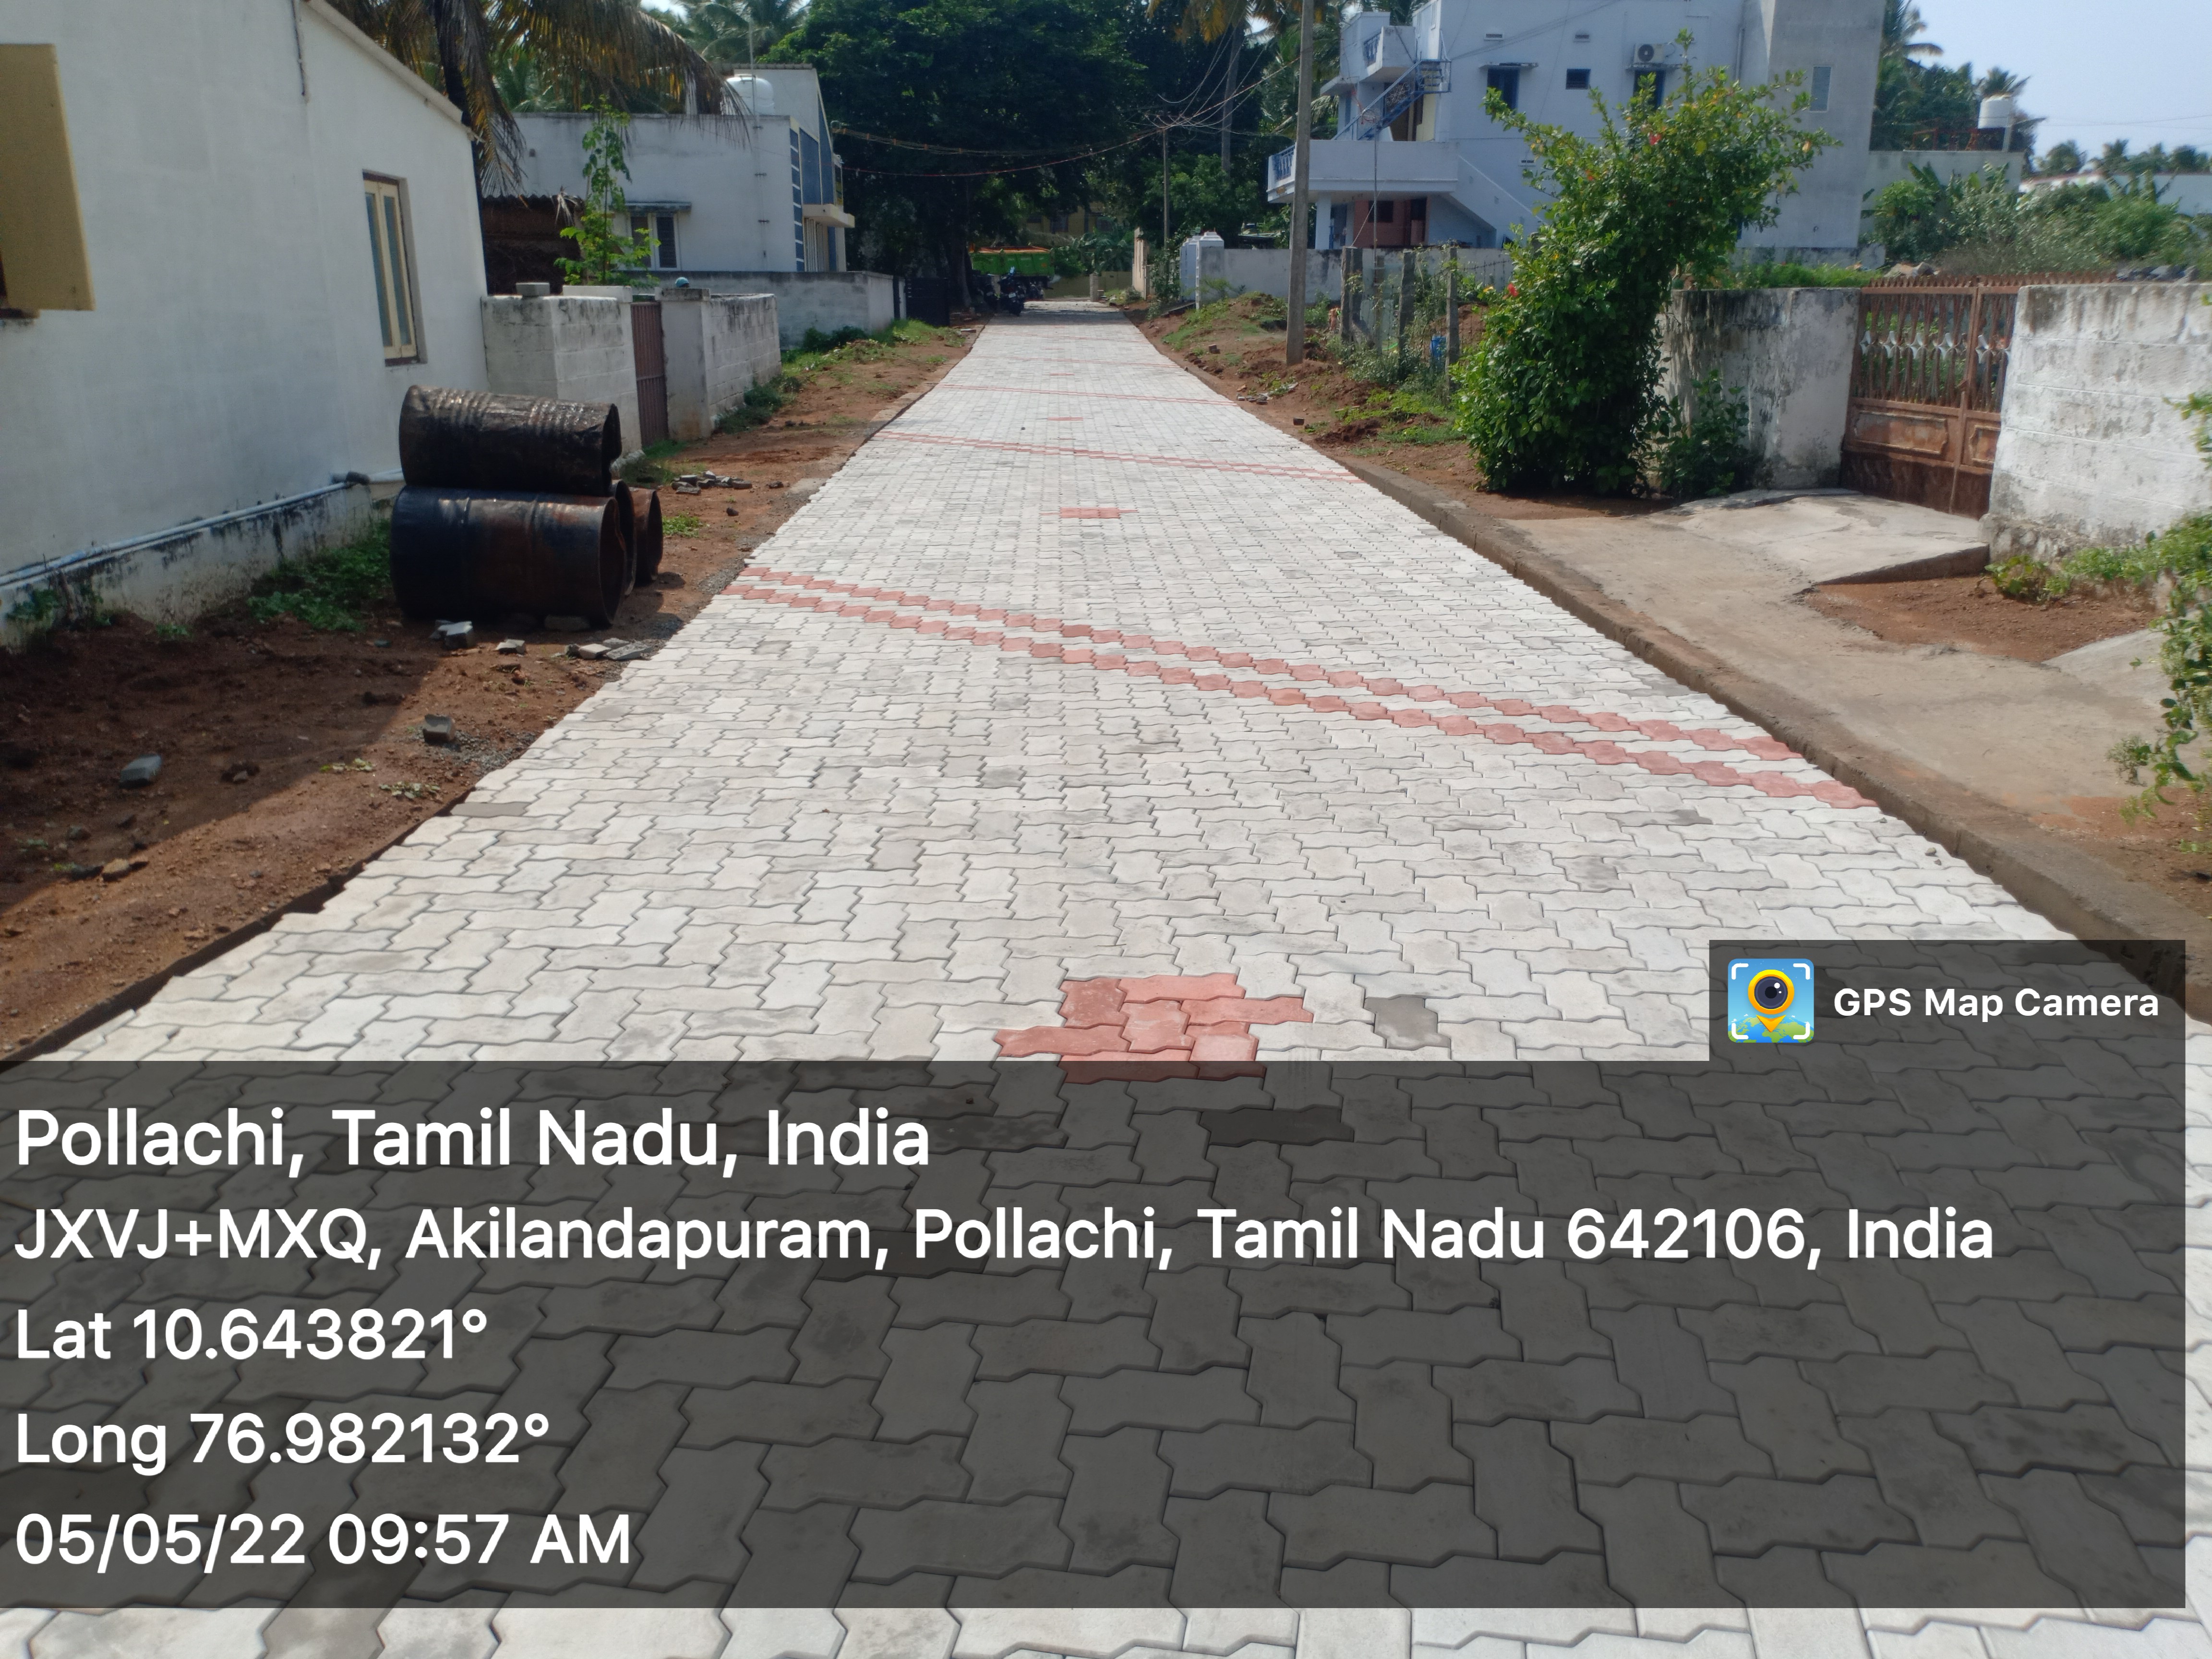 GPS Map Camera
Pollachi, Tamil Nadu, India
JXVJ+MXQ, Akilandapuram, Pollachi, Tamil Nadu 642106, India
Lat 10.643821°
Long 76.982132°
05/05/22 09:57 AM